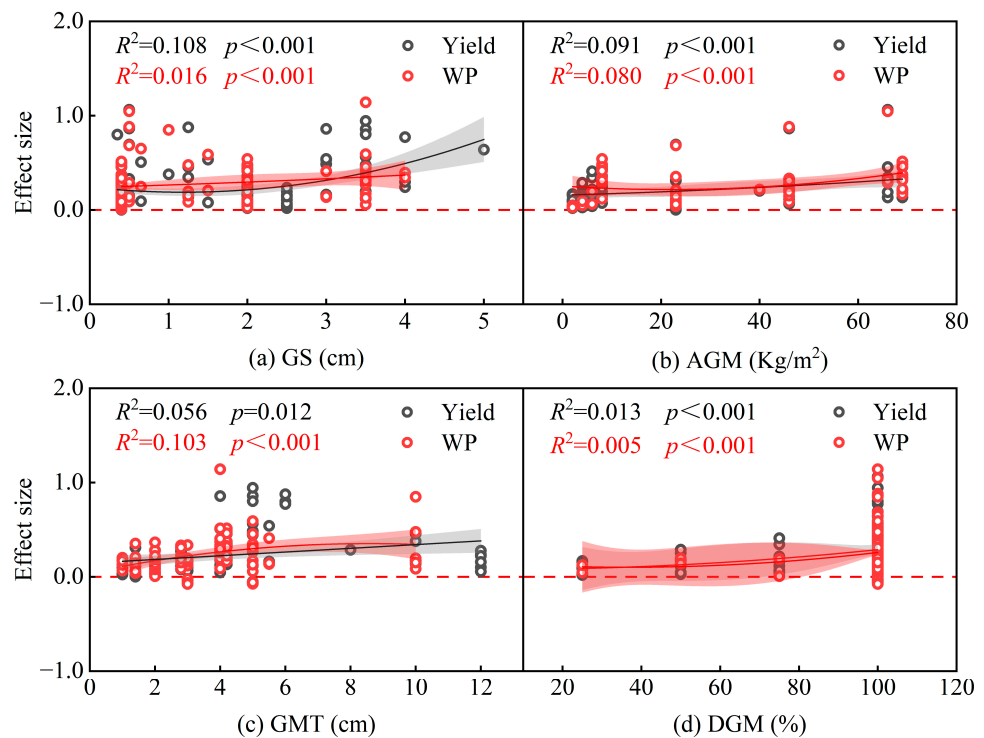 2.0
R²=0.108 p<0.001 Yield
R²=0.016 p<0.001 WP
1.0
Effect size
0.0
−1.0
0 1 2 3 4 5
(a) GS (cm)
R²=0.091 p<0.001 Yield
R²=0.080 p<0.001 WP
0 20 40 60 80
(b) AGM (Kg/m²)
2.0
R²=0.056 p=0.012 Yield
R²=0.103 p<0.001 WP
1.0
Effect size
0.0
−1.0
0 2 4 6 8 10 12
(c) GMT (cm)
R²=0.013 p<0.001 Yield
R²=0.005 p<0.001 WP
20 40 60 80 100 120
(d) DGM (%)